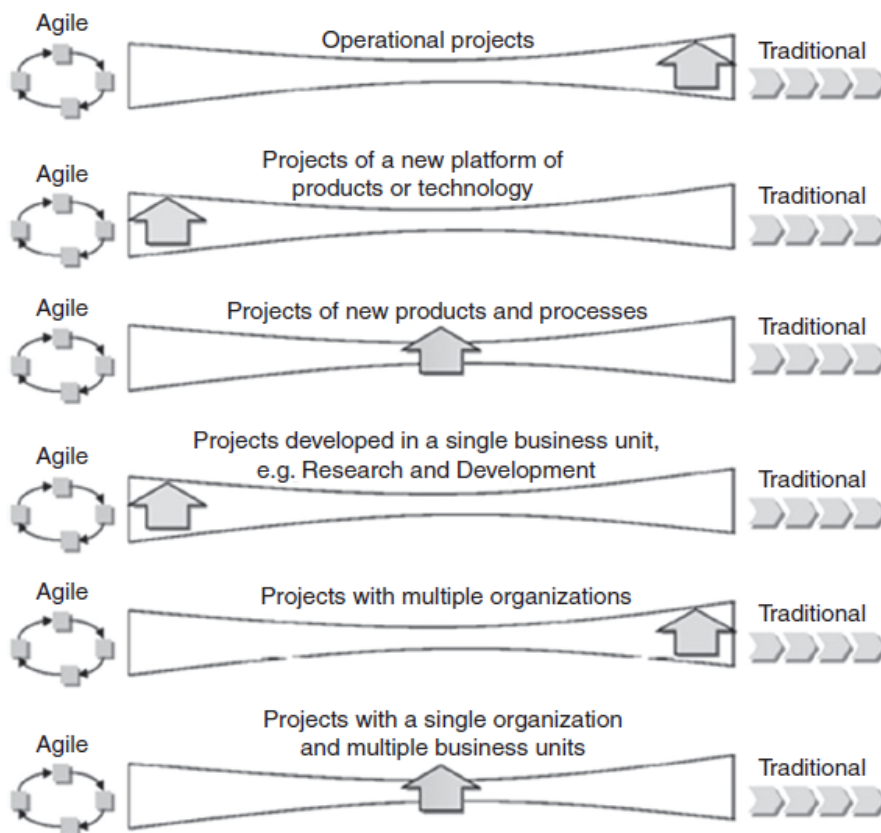 Agile
Operational projects
Traditional
Agile
Projects of a new platform of
products or technology
Traditional
Agile
Projects of new products and processes
Traditional
Agile
Projects developed in a single business unit,
e.g. Research and Development
Traditional
Agile
Projects with multiple organizations
Traditional
Agile
Projects with a single organization
and multiple business units
Traditional